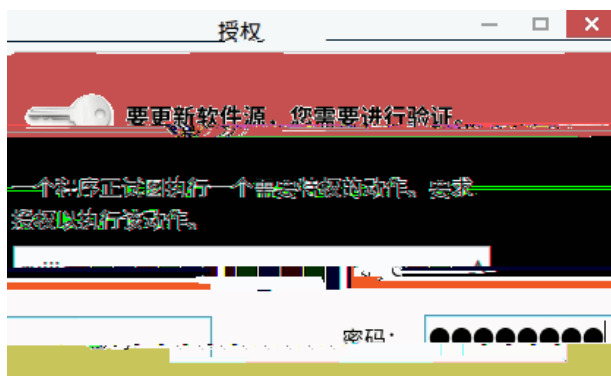 授权
要更新软件源，您需要进行验证。
一个程序正试图执行一个需要特权的动作。要求
授权以执行该动作。
密码：